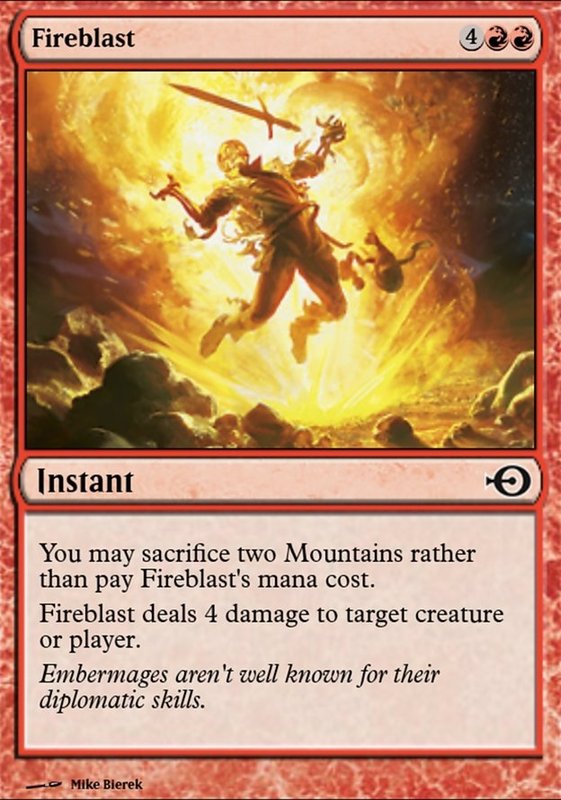 Fireblast 4
Instant
You may sacrifice two Mountains rather
than pay Fireblast's mana cost.
Fireblast deals 4 damage to target creature
or player.
Embermages aren't well known for their
diplomatic skills.
Mike Bierek